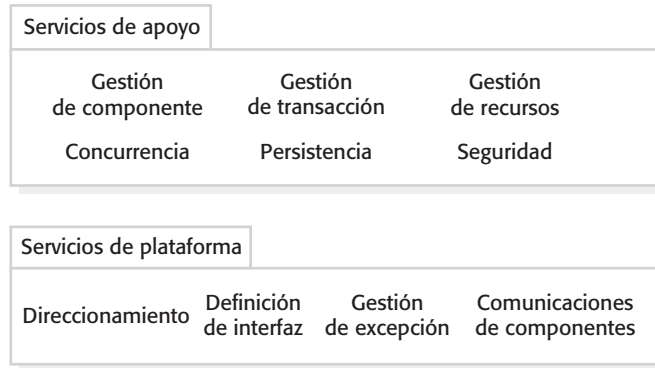 Servicios de apoyo
Gestión Gestión Gestión
de componente de transacción de recursos
Concurrencia Persistencia Seguridad
Servicios de plataforma
Direccionamiento
Definición Gestión Comunicaciones
de interfaz de excepción de componentes